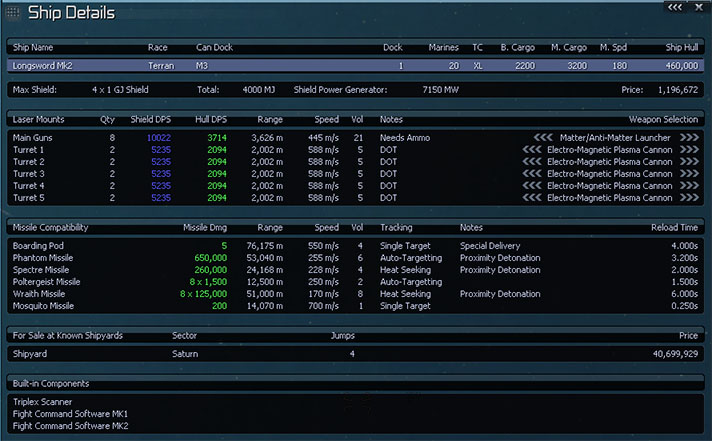 Ship Details
Ship Name Race Can Dock Dock Marines TC B. Cargo M. Cargo M. Spd Ship Hull
Longsword Mk2 Terran M3 1 20 XL 2200 3200 180 460,000
Max Shield: 4 x 1 GJ Shield Total: 4000 MJ Shield Power Generator: 7150 MW Price: 1,196,672
Laser Mounts Qty Shield DPS Hull DPS Range Speed Vol Notes Weapon Selection
Main Guns 8 10022 3714 3,626 m 445 m/s 21 Needs Ammo Matter/Anti-Matter Launcher
Turret 1 2 5235 2094 2,002 m 588 m/s 5 DOT Electro-Magnetic Plasma Cannon
Turret 2 2 5235 2094 2,002 m 588 m/s 5 DOT Electro-Magnetic Plasma Cannon
Turret 3 2 5235 2094 2,002 m 588 m/s 5 DOT Electro-Magnetic Plasma Cannon
Turret 4 2 5235 2094 2,002 m 588 m/s 5 DOT Electro-Magnetic Plasma Cannon
Turret 5 2 5235 2094 2,002 m 588 m/s 5 DOT Electro-Magnetic Plasma Cannon
Missile Compatibility Missile Dmg Range Speed Vol Tracking Notes Reload Time
Boarding Pod 5 76,175 m 550 m/s 4 Single Target Special Delivery 4.000s
Phantom Missile 650,000 53,040 m 255 m/s 6 Auto-Targetting Proximity Detonation 3.200s
Spectre Missile 260,000 24,168 m 228 m/s 4 Heat Seeking Proximity Detonation 2.000s
Poltergeist Missile 8 x 1,500 12,500 m 250 m/s 2 Auto-Targetting 1.500s
Wraith Missile 8 x 125,000 51,000 m 170 m/s 8 Heat Seeking Proximity Detonation 6.000s
Mosquito Missile 200 14,070 m 700 m/s 1 Single Target 0.250s
For Sale at Known Shipyards Sector Jumps Price
Shipyard Saturn 4 40,699,929
Built-in Components
Triplex Scanner
Fight Command Software MK1
Fight Command Software MK2